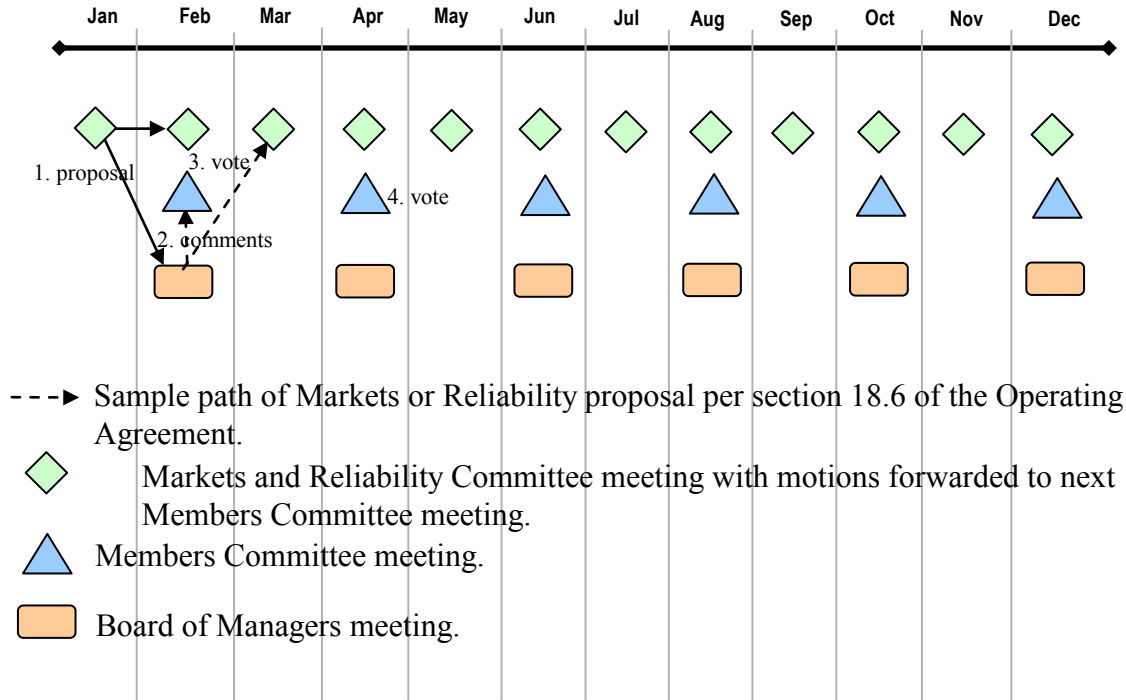 Jan Feb Mar Apr May Jun Jul Aug Sep Oct Nov Dec
3. vote
1. proposal
4. vote
2. comments
Sample path of Markets or Reliability proposal per section 18.6 of the Operating
Agreement.
Markets and Reliability Committee meeting with motions forwarded to next
Members Committee meeting.
Members Committee meeting.
Board of Managers meeting.